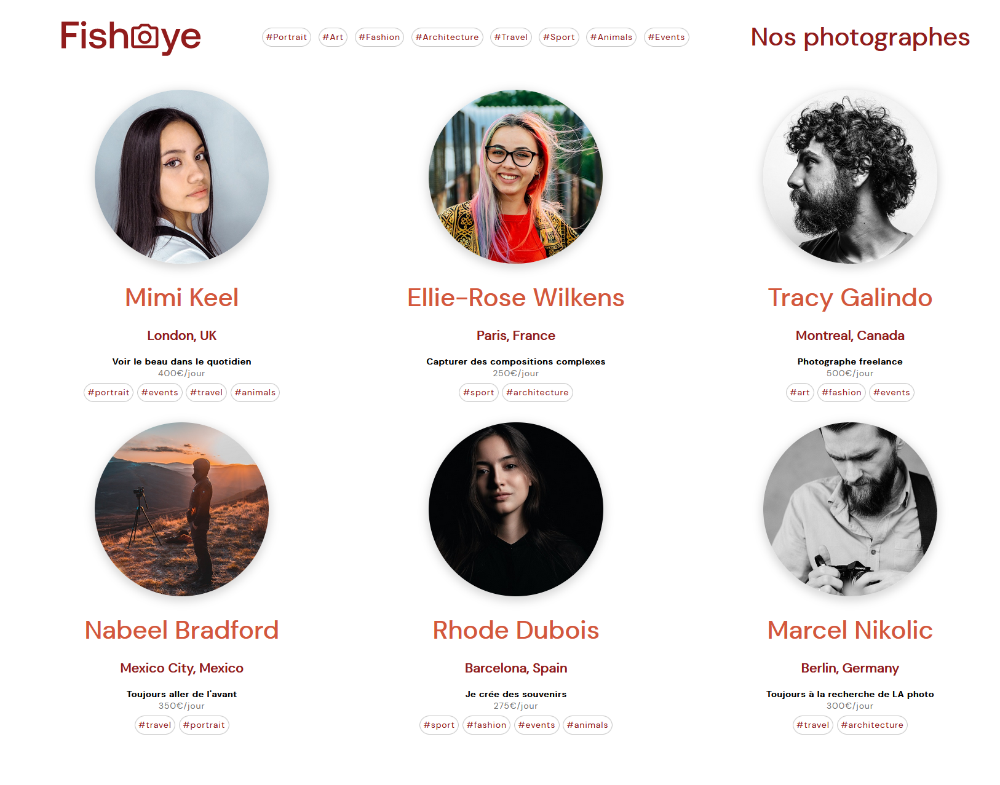 Fish ye
#Portrait #Art #Fashion #Architecture #Travel #Sport #Animals #Events
Nos photographes
Mimi Keel
London, UK
Voir le beau dans le quotidien
400€/jour
#portrait #events #travel #animals
Ellie-Rose Wilkens
Paris, France
Capturer des compositions complexes
250€/jour
#sport #architecture
Tracy Galindo
Montreal, Canada
Photographe freelance
500€/jour
#art #fashion #events
Nabeel Bradford
Mexico City, Mexico
Toujours aller de l'avant
350€/jour
#travel #portrait
Rhode Dubois
Barcelona, Spain
Je crée des souvenirs
275€/jour
#sport #fashion #events #animals
OLYMPUS
Marcel Nikolic
Berlin, Germany
Toujours à la recherche de LA photo
300€/jour
#travel #architecture